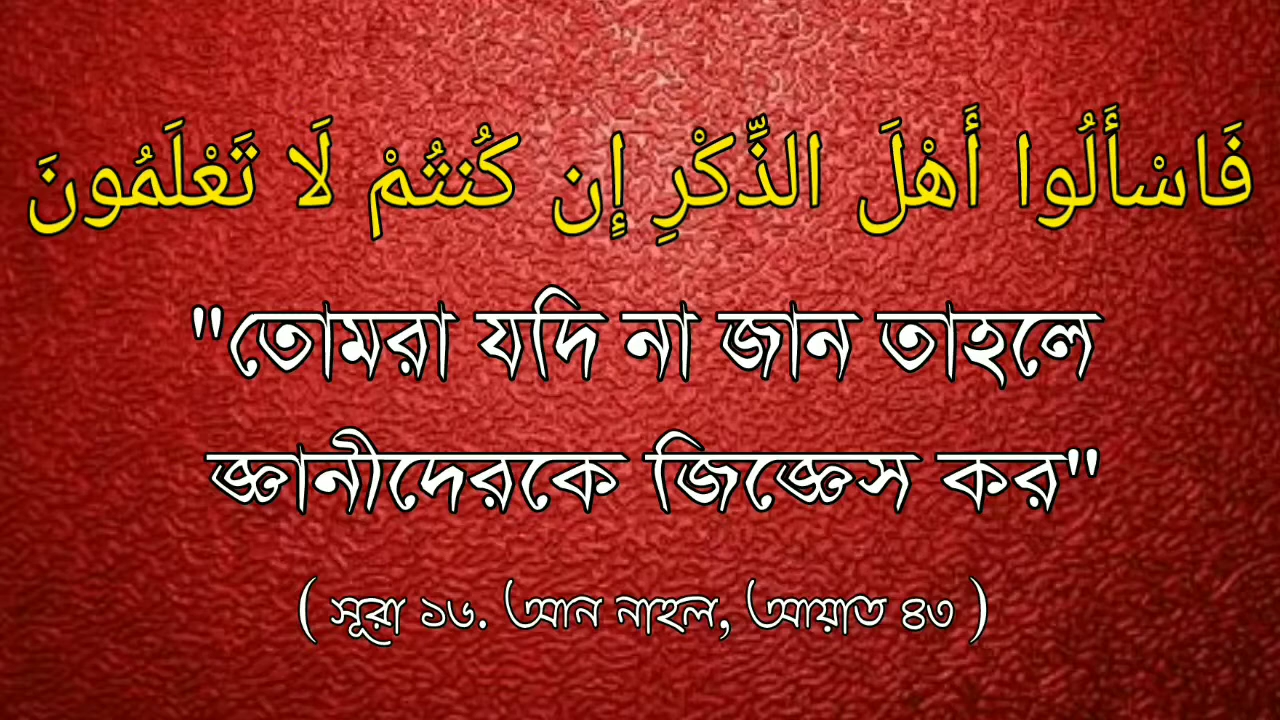 فَاسْأَلُوا أَهْلَ الذِّكْرِ إِن كُنتُمْ لَا تَعْلَمُونَ
"তোমরা যদি না জান তাহলে
জ্ঞানীদেরকে জিজ্ঞেস কর"
( সূরা ১৬. আন নাহল, আয়াত ৪৩ )